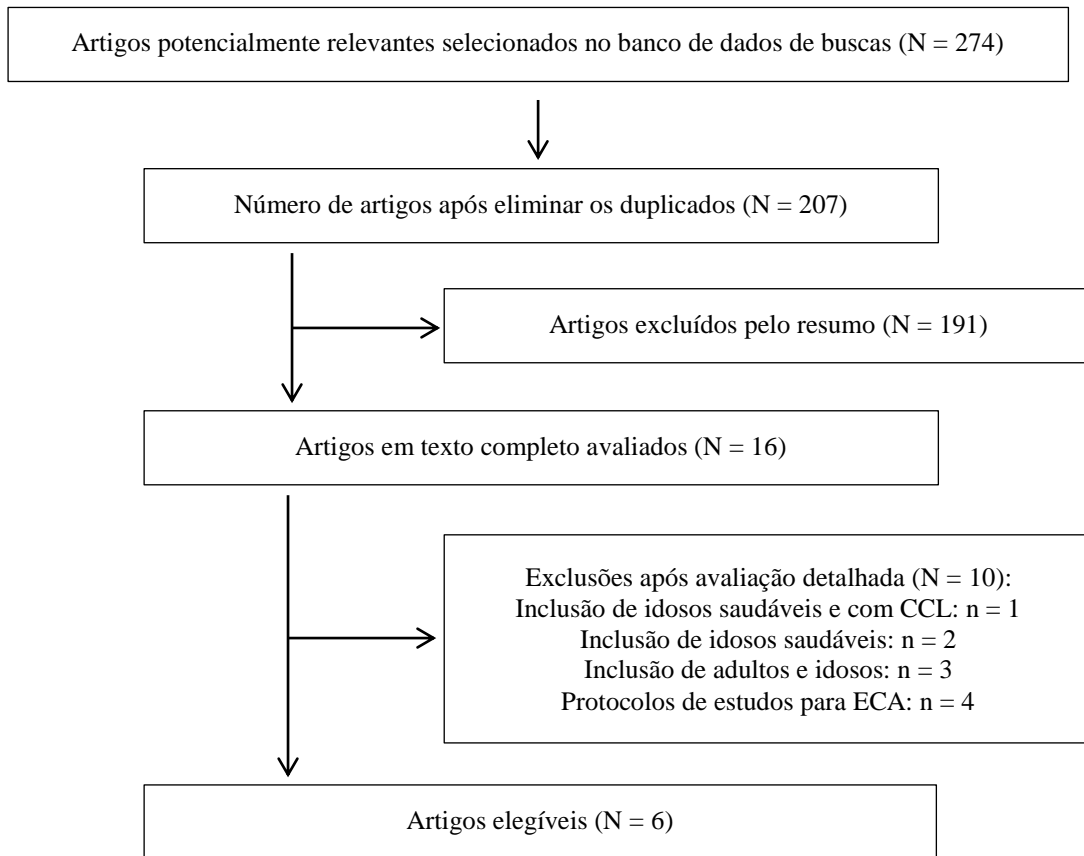 Artigos potencialmente relevantes selecionados no banco de dados de buscas (N = 274)
Número de artigos após eliminar os duplicados (N = 207)
Artigos excluídos pelo resumo (N = 191)
Artigos em texto completo avaliados (N = 16)
Exclusões após avaliação detalhada (N = 10):
Inclusão de idosos saudáveis e com CCL: n = 1
Inclusão de idosos saudáveis: n = 2
Inclusão de adultos e idosos: n = 3
Protocolos de estudos para ECA: n = 4
Artigos elegíveis (N = 6)